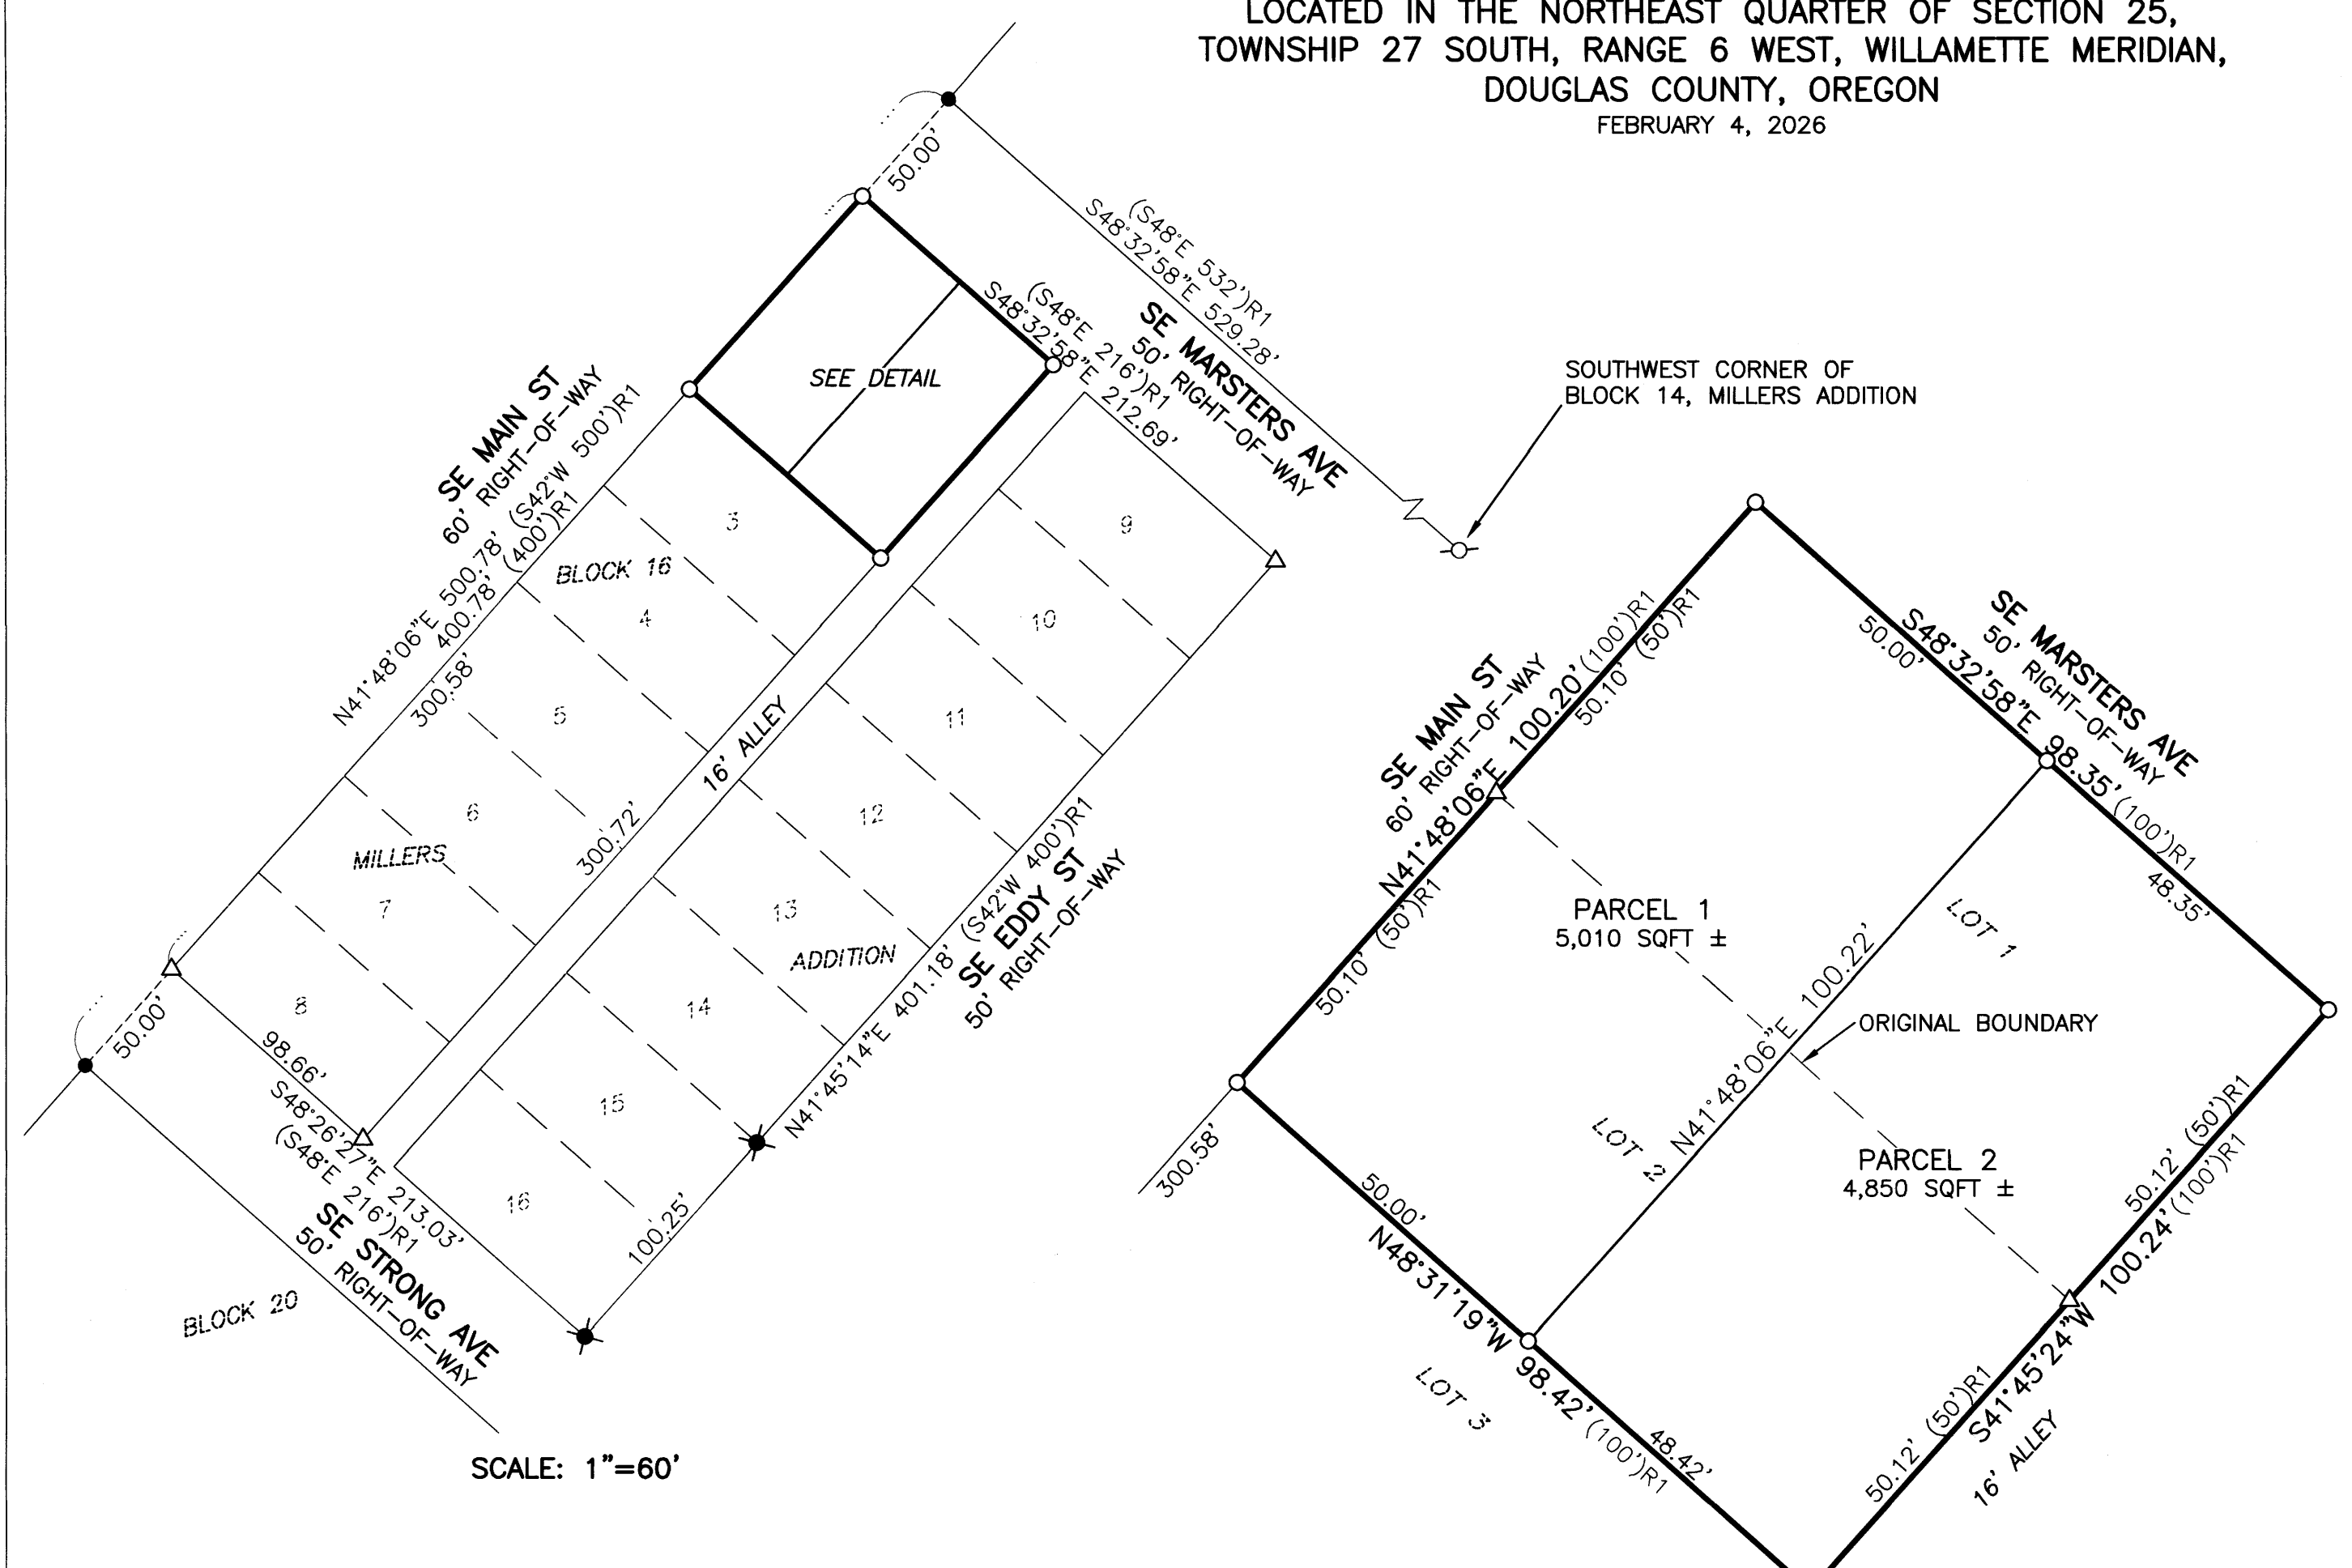 LOCATED IN THE NORTHEAST QUARTER OF SECTION 25,
TOWNSHIP 27 SOUTH, RANGE 6 WEST, WILLAMETTE MERIDIAN,
DOUGLAS COUNTY, OREGON
FEBRUARY 4, 2026
50.00'
(S48°E 532')R1
S48°32'58"E 529.28'
(S48°E 216')R1
S48°32'58"E 212.69'
SE MARSTERS AVE
50' RIGHT-OF-WAY
SEE DETAIL
SOUTHWEST CORNER OF
BLOCK 14, MILLERS ADDITION
SE MAIN ST
60' RIGHT-OF-WAY
N41°48'06"E 500.78' (S42°W 500')R1
400.78' (400')R1
300.58'
3
BLOCK 16
4
5
6
MILLERS
7
8
300.72'
16' ALLEY
9
10
11
12
13
ADDITION
14
15
16
N41°45'14"E 401.18' (S42°W 400')R1
SE EDDY ST
50' RIGHT-OF-WAY
100.25'
50.00'
98.66'
S48°26'27"E 213.03'
(S48°E 216')R1
SE STRONG AVE
50' RIGHT-OF-WAY
BLOCK 20
SCALE: 1"=60'
SE MAIN ST
60' RIGHT-OF-WAY
N41°48'06"E 100.20' (100')R1
50.10' (50')R1
50.10' (50')R1
SE MARSTERS AVE
50' RIGHT-OF-WAY
S48°32'58"E 98.35' (100')R1
50.00'
48.35'
PARCEL 1
5,010 SQFT ±
LOT 1
N41°48'06"E 100.22'
ORIGINAL BOUNDARY
LOT 2
PARCEL 2
4,850 SQFT ±
50.12' (50')R1
S41°45'24"W 100.24' (100')R1
50.12' (50')R1
16' ALLEY
300.58'
50.00'
N48°31'19"W 98.42' (100')R1
48.42'
LOT 3